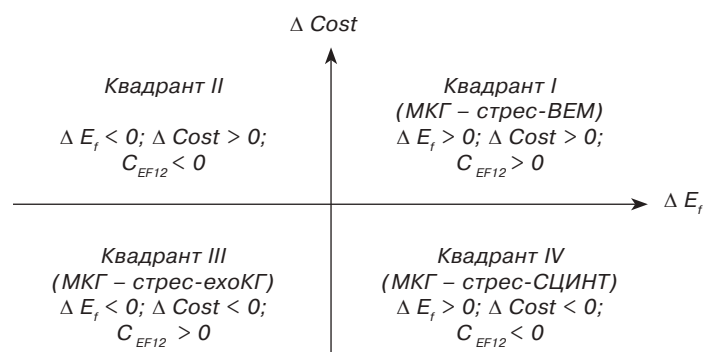 Δ Cost
Квадрант II
Δ E_f < 0; Δ Cost > 0;
C_EF12 < 0
Квадрант I
(МКГ – стрес-ВЕМ)
Δ E_f > 0; Δ Cost > 0;
C_EF12 > 0
Δ E_f
Квадрант III
(МКГ – стрес-ехоКГ)
Δ E_f < 0; Δ Cost < 0;
C_EF12 > 0
Квадрант IV
(МКГ – стрес-СЦИНТ)
Δ E_f > 0; Δ Cost < 0;
C_EF12 < 0